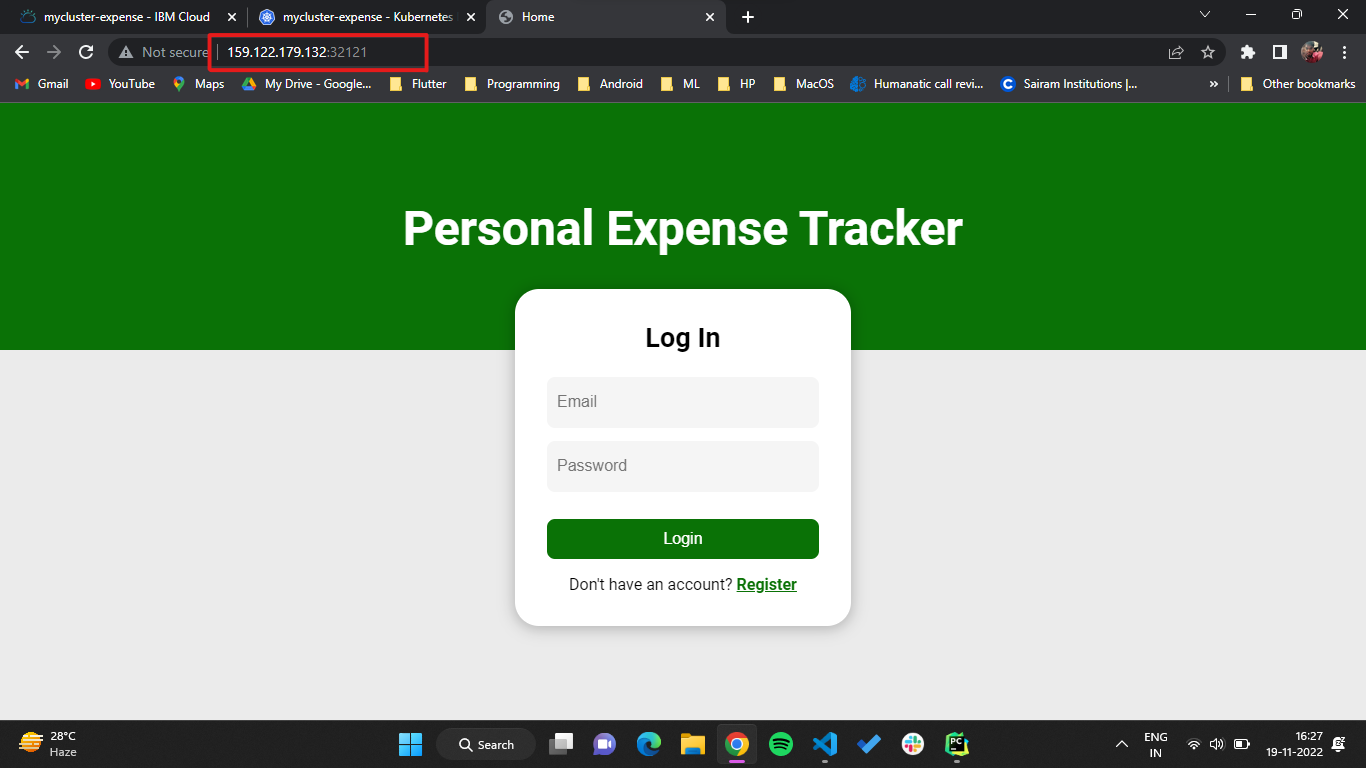 mycluster-expense - IBM Cloud
mycluster-expense - Kubernetes
Home
Not secure
159.122.179.132:32121
Gmail
YouTube
Maps
My Drive - Google...
Flutter
Programming
Android
ML
HP
MacOS
Humanatic call revi...
Sairam Institutions |...
»
Other bookmarks
Personal Expense Tracker
Log In
Email
Password
Login
Don't have an account? Register
28°C
Haze
Search
PC
ENG
IN
16:27
19-11-2022